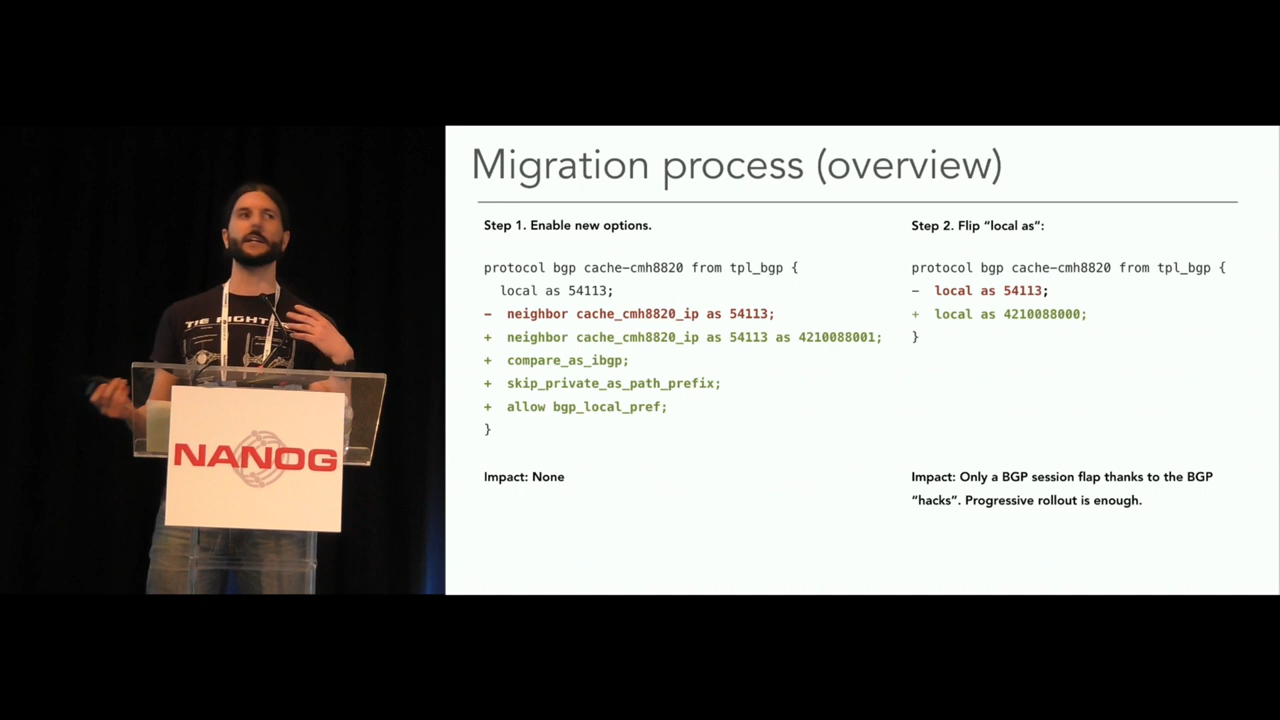 Migration process (overview)
Step 1. Enable new options.
protocol bgp cache-cmh8820 from tpl_bgp {
local as 54113;
- neighbor cache_cmh8820_ip as 54113;
+ neighbor cache_cmh8820_ip as 54113 as 4210088001;
+ compare_as_ibgp;
+ skip_private_as_path_prefix;
+ allow bgp_local_pref;
}
Impact: None
Step 2. Flip “local as“:
protocol bgp cache-cmh8820 from tpl_bgp {
- local as 54113;
+ local as 4210088000;
}
Impact: Only a BGP session flap thanks to the BGP
“hacks”. Progressive rollout is enough.
TIE FIGHTER
NANOG